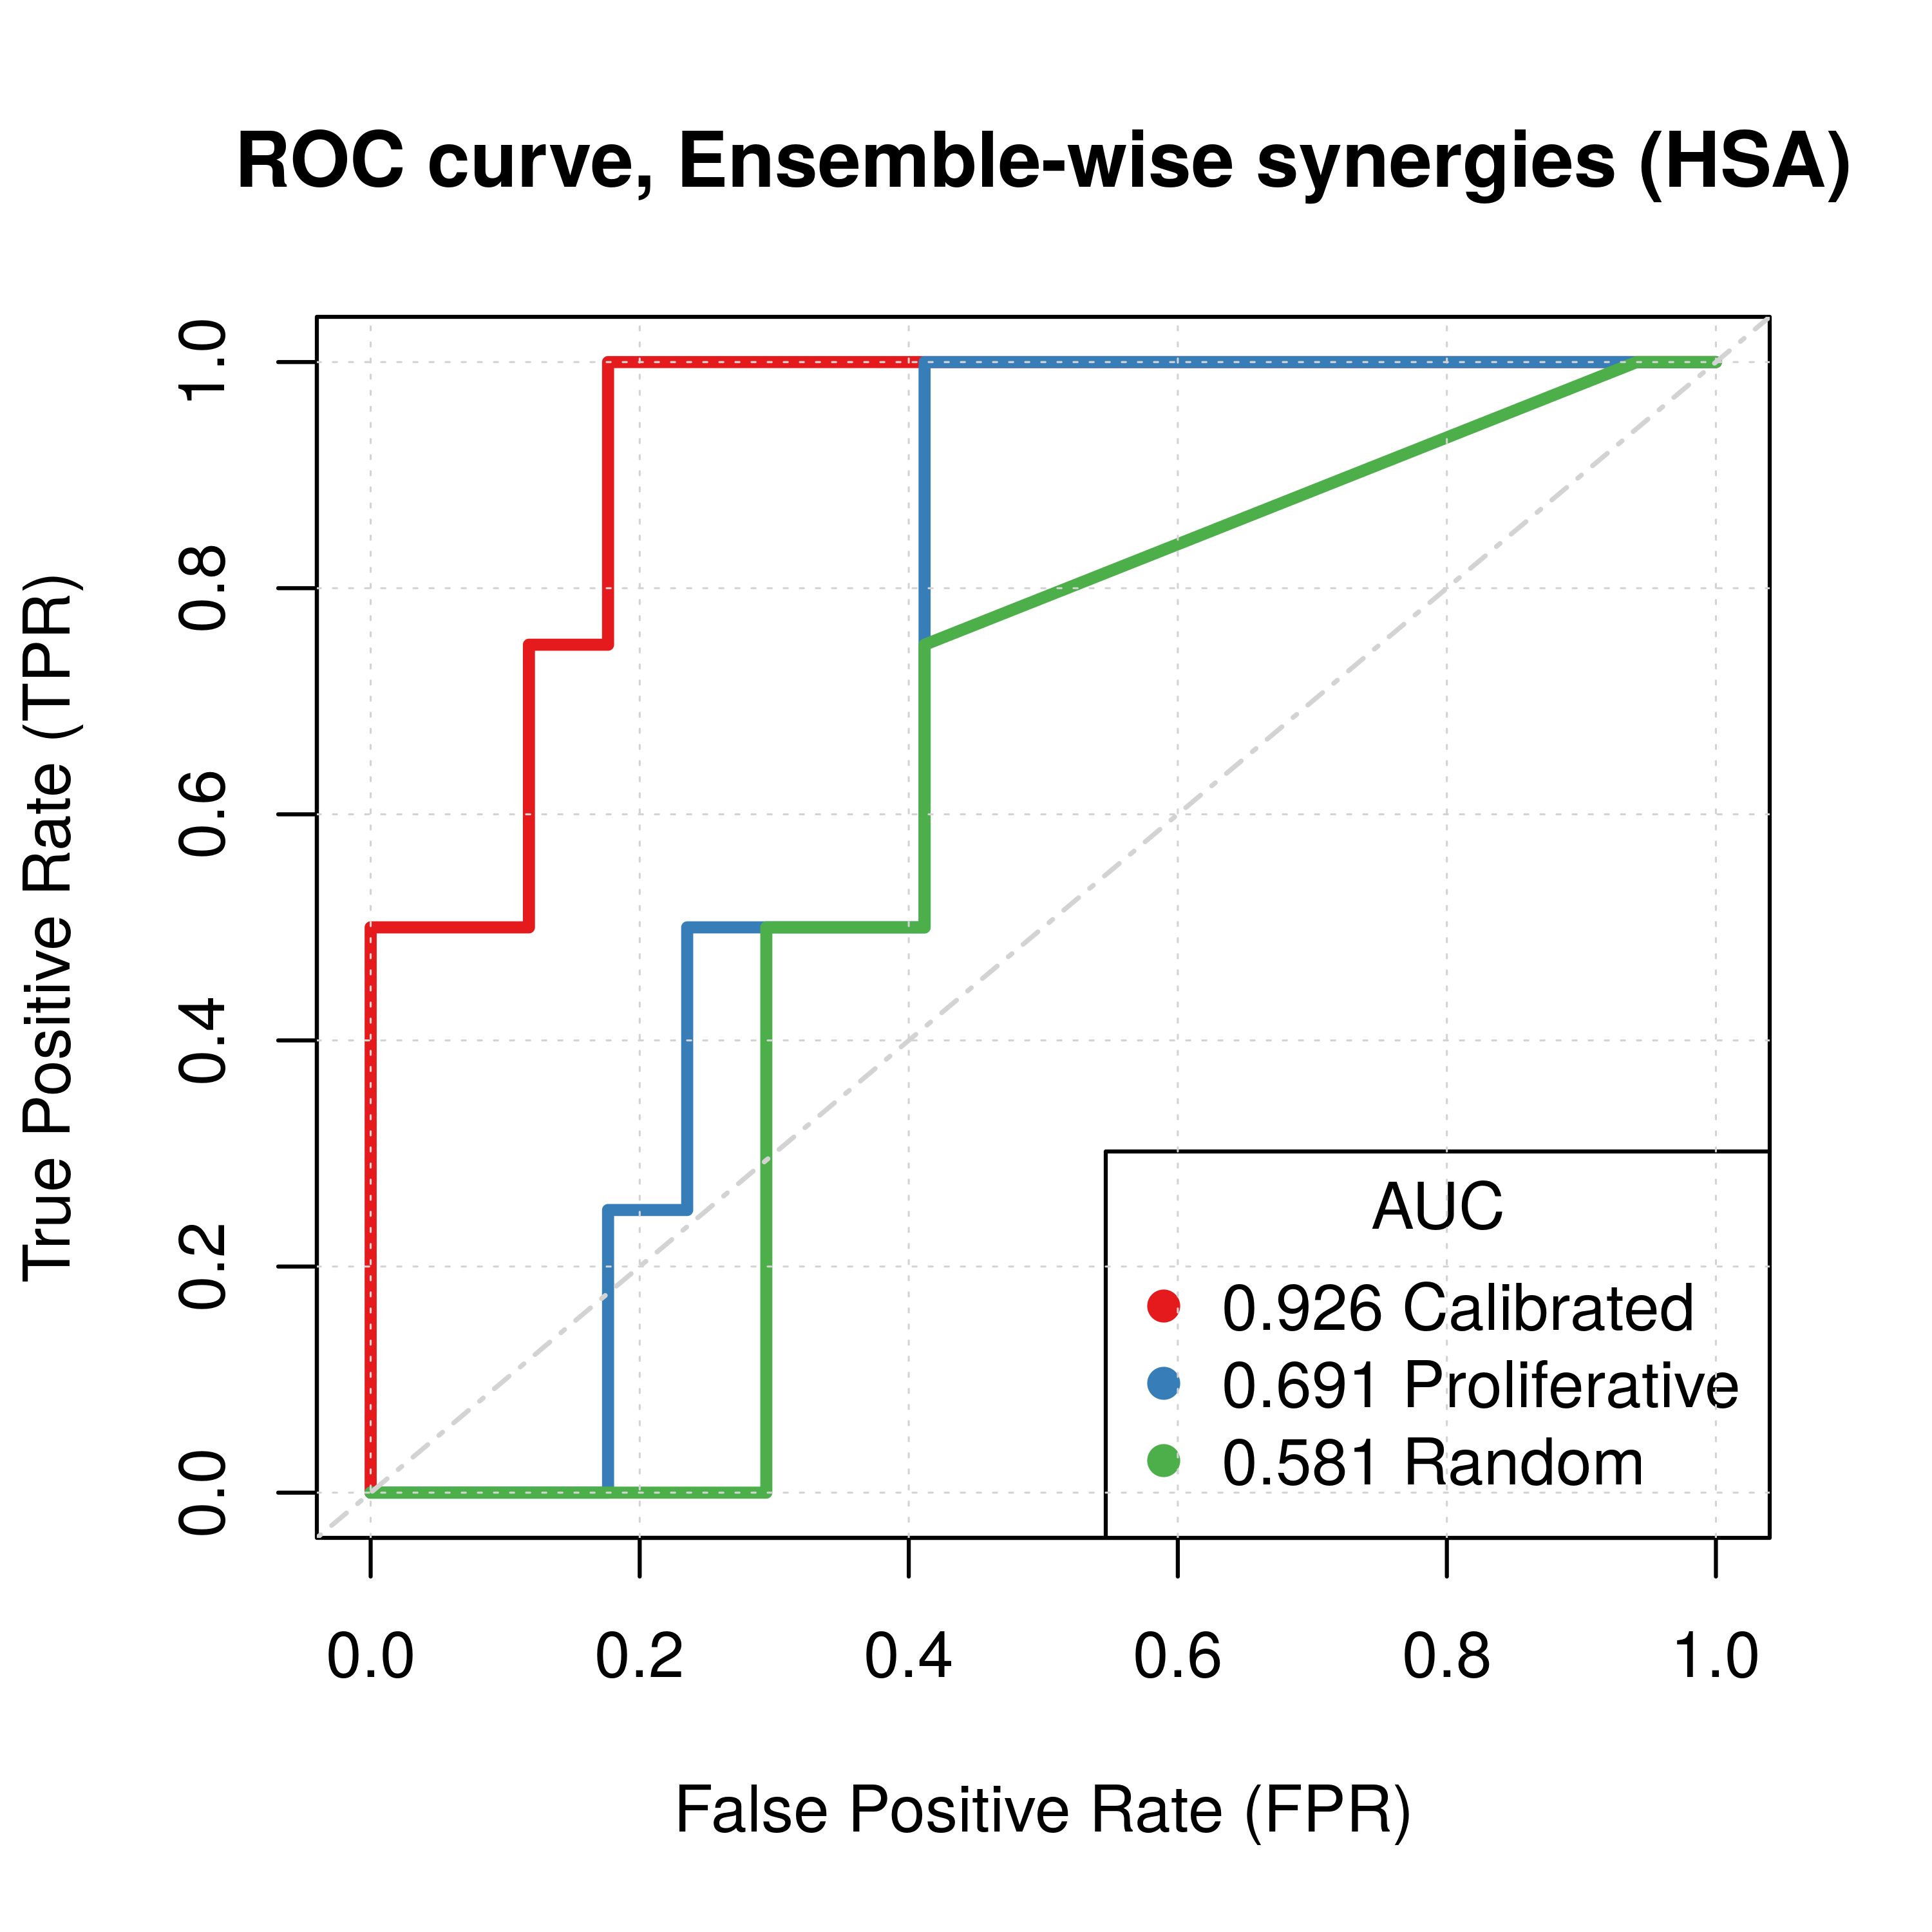 ROC curve, Ensemble-wise synergies (HSA)
True Positive Rate (TPR)
1.0
0.8
0.6
0.4
0.2
0.0
AUC
0.926 Calibrated
0.691 Proliferative
0.581 Random
0.0 0.2 0.4 0.6 0.8 1.0
False Positive Rate (FPR)